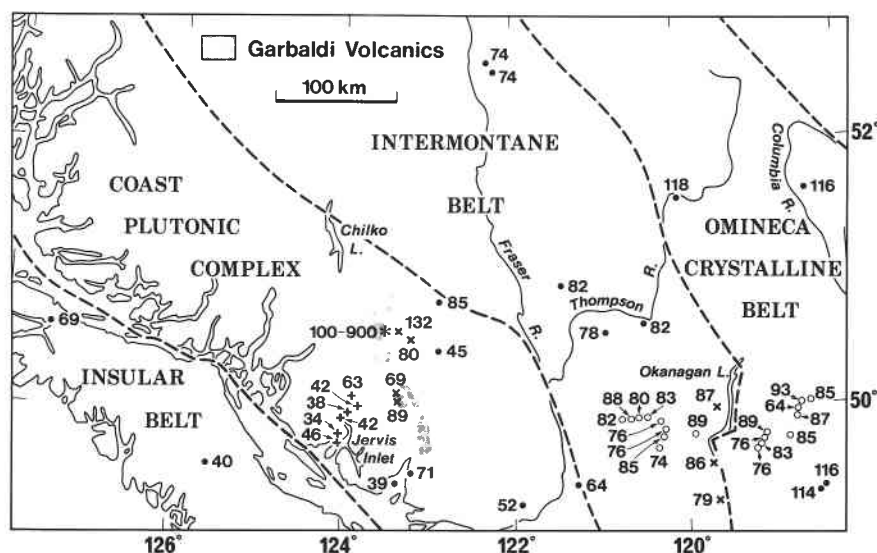 Garbaldi Volcanics
100 km
74
74
52°
INTERMONTANE
BELT
COAST
PLUTONIC
COMPLEX
Chilko
L.
Fraser
R.
Columbia
R.
116
118
OMINECA
CRYSTALLINE
BELT
85
82
Thompson
R.
78
82
69
100-900
132
80
45
INSULAR
BELT
63
42
38
34
46
42
69
89
Jervis
Inlet
Okanagan L.
87
50°
88 82 80 83
76
76
85
74
89
93
85
64
87
89
76
83
76
85
86
79
40
39
71
52
64
116
114
126°
124°
122°
120°